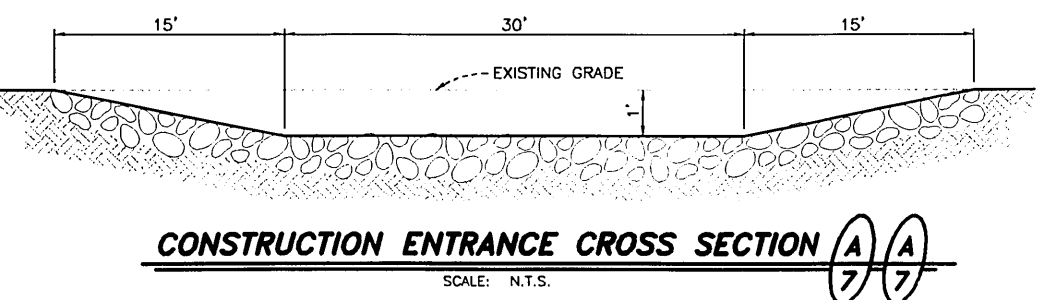 15' 30' 15'
EXISTING GRADE
1'
CONSTRUCTION ENTRANCE CROSS SECTION A A
7 7
SCALE: N.T.S.